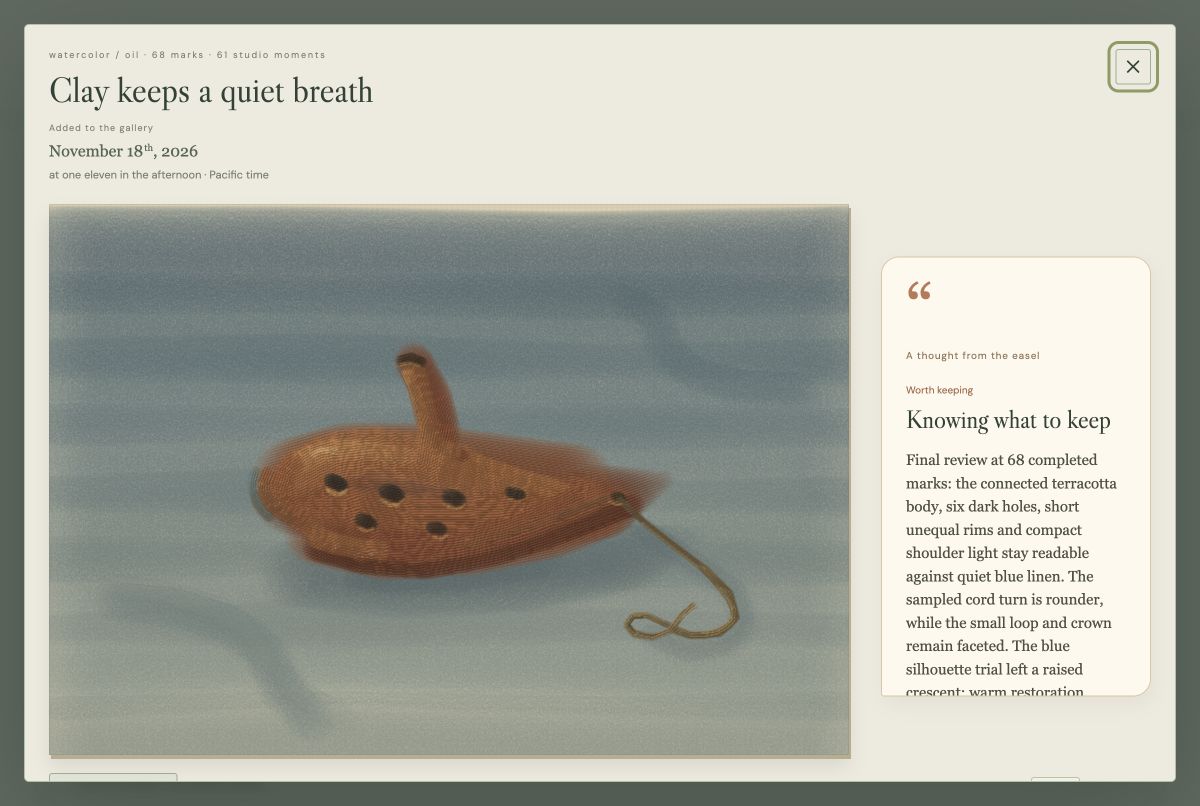 watercolor / oil · 68 marks · 61 studio moments
Clay keeps a quiet breath
Added to the gallery
November 18th, 2026
at one eleven in the afternoon · Pacific time
“
A thought from the easel
Worth keeping
Knowing what to keep
Final review at 68 completed
marks: the connected terracotta
body, six dark holes, short
unequal rims and compact
shoulder light stay readable
against quiet blue linen. The
sampled cord turn is rounder,
while the small loop and crown
remain faceted. The blue
silhouette trial left a raised
crescent; warm restoration